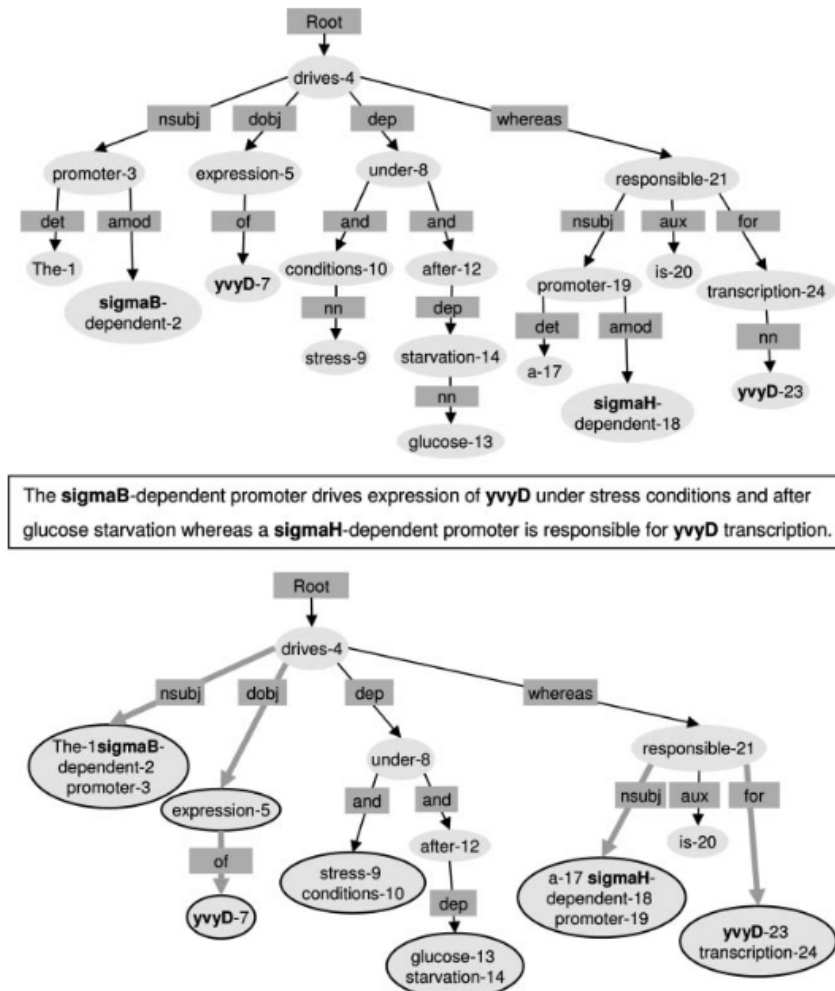 Root
drives-4
nsubj dobj dep whereas
promoter-3 expression-5 under-8 responsible-21
det amod of and and nsubj aux for
The-1 yvyD-7 conditions-10 after-12 promoter-19 is-20 transcription-24
sigmaB-
dependent-2
nn dep det amod nn
stress-9 starvation-14 a-17 yvyD-23
nn sigmaH-
dependent-18
glucose-13
The sigmaB-dependent promoter drives expression of yvyD under stress conditions and after
glucose starvation whereas a sigmaH-dependent promoter is responsible for yvyD transcription.
Root
drives-4
nsubj dobj dep whereas
The-1sigmaB-
dependent-2
promoter-3
expression-5
of
yvyD-7
under-8
and and
stress-9
conditions-10
after-12
dep
glucose-13
starvation-14
responsible-21
nsubj aux for
is-20
a-17 sigmaH-
dependent-18
promoter-19
yvyD-23
transcription-24